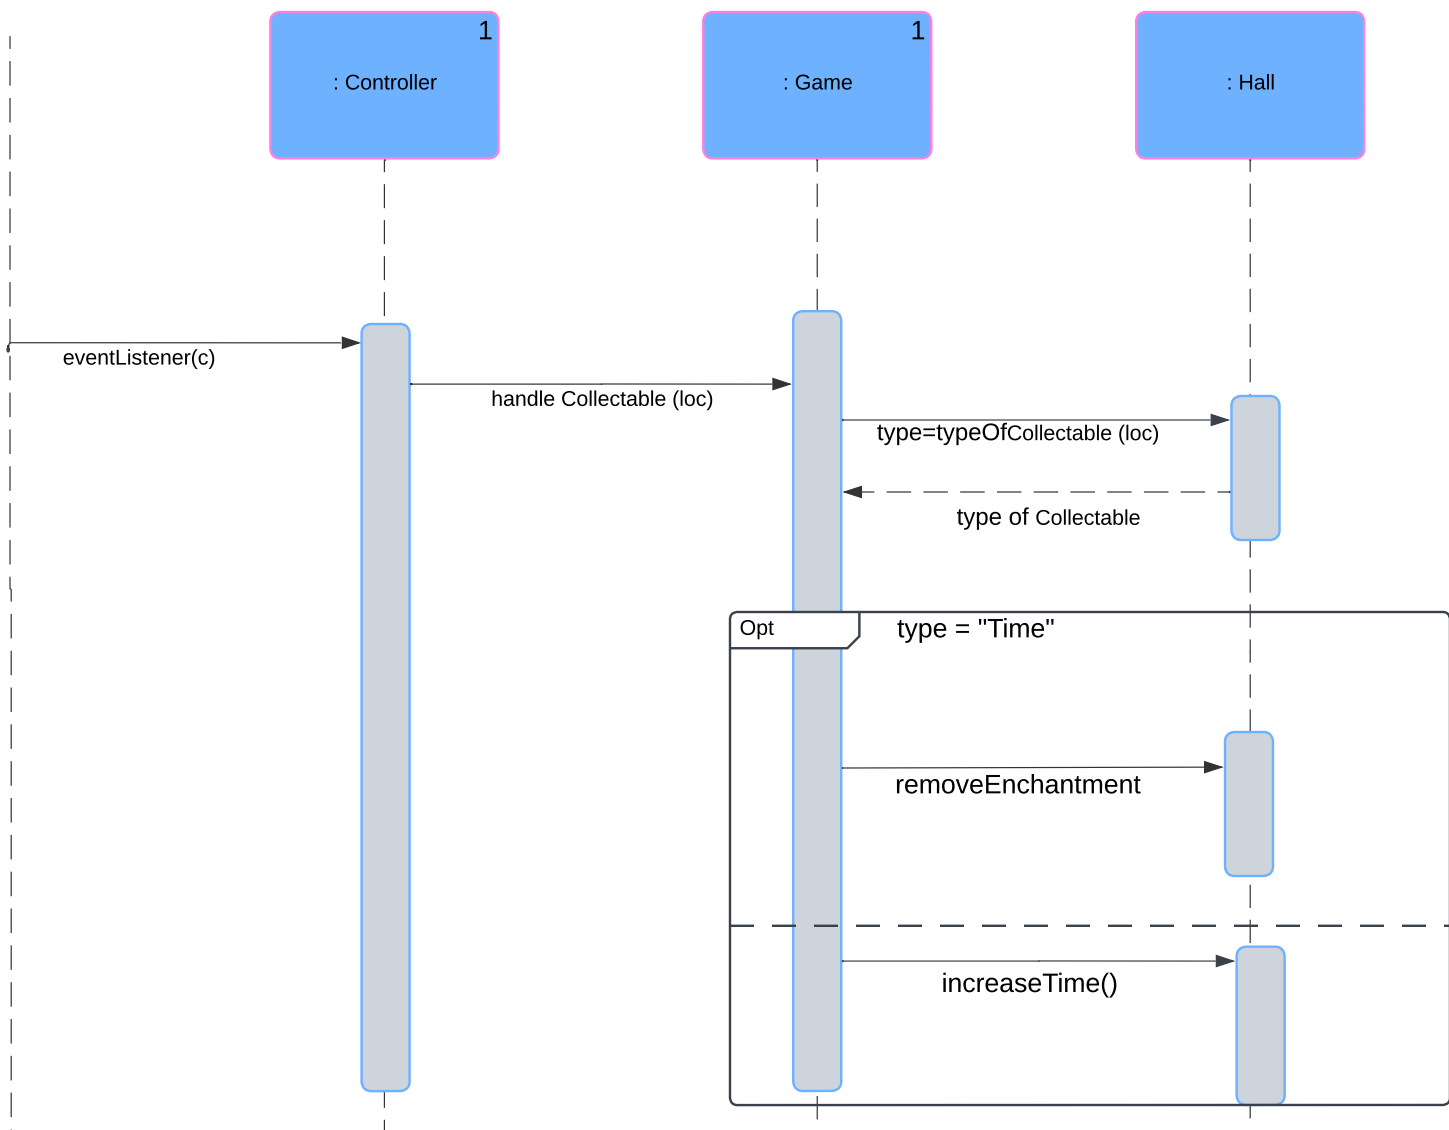 1
: Controller
1
: Game
: Hall
eventListener(c)
handle Collectable (loc)
type=typeOfCollectable (loc)
type of Collectable
Opt
type = "Time"
removeEnchantment
increaseTime()